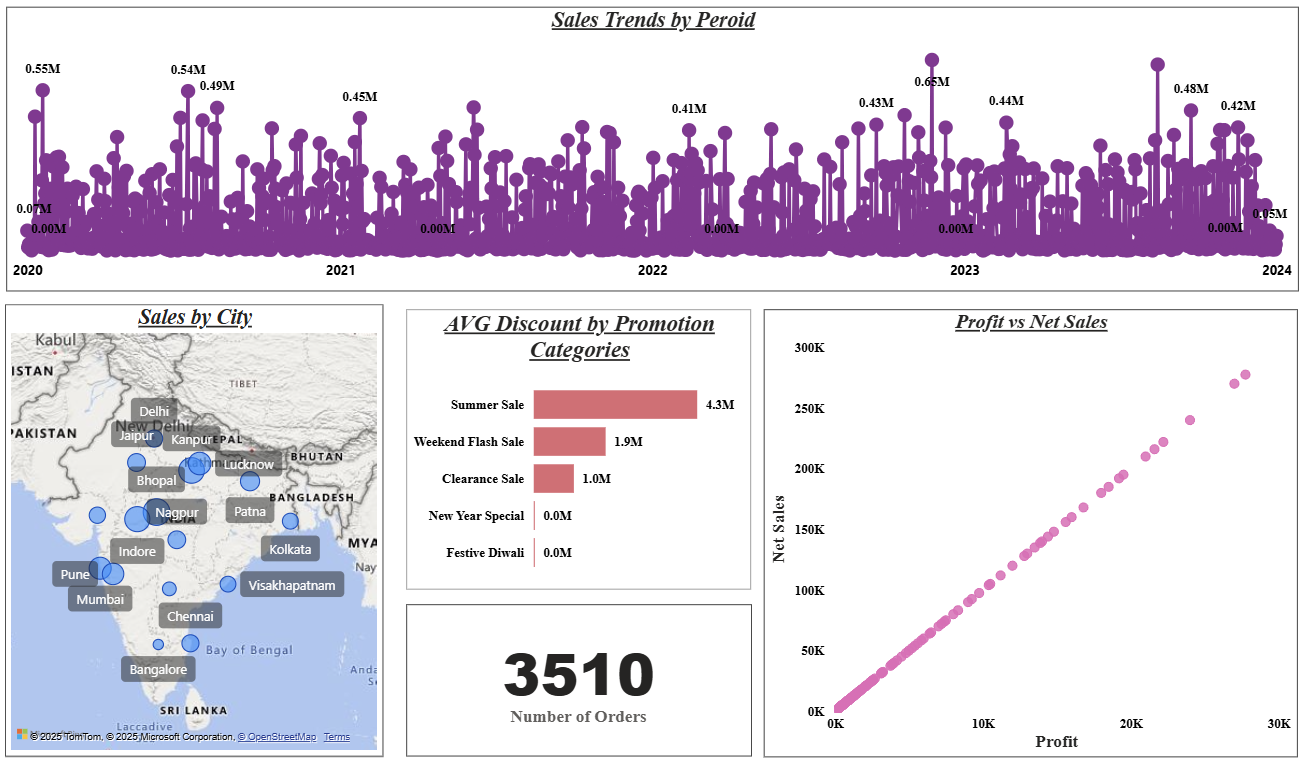 Sales Trends by Peroid
0.55M
0.54M
0.49M
0.45M
0.41M
0.43M
0.65M
0.44M
0.48M
0.42M
0.07M
0.00M
0.00M
0.00M
0.00M
0.00M
0.05M
2020
2021
2022
2023
2024
Sales by City
Kabul
ISTAN
TIBET
PAKISTAN
Delhi
New Delhi
Jaipur
Kanpur
EPAL
Kathm
Lucknow
BHUTAN
Bhopal
BANGLADESH
Nagpur
INDIA
Patna
Indore
Kolkata
MYA
Nay
Pune
Mumbai
Visakhapatnam
Chennai
Bay of Bengal
Bangalore
Anda
SRI LANKA
Laccadive
© 2025 TomTom, © 2025 Microsoft Corporation, © OpenStreetMap Terms
AVG Discount by Promotion
Categories
Summer Sale 4.3M
Weekend Flash Sale 1.9M
Clearance Sale 1.0M
New Year Special 0.0M
Festive Diwali 0.0M
3510
Number of Orders
Profit vs Net Sales
300K
250K
200K
150K
100K
50K
0K
Net Sales
0K
10K
20K
30K
Profit